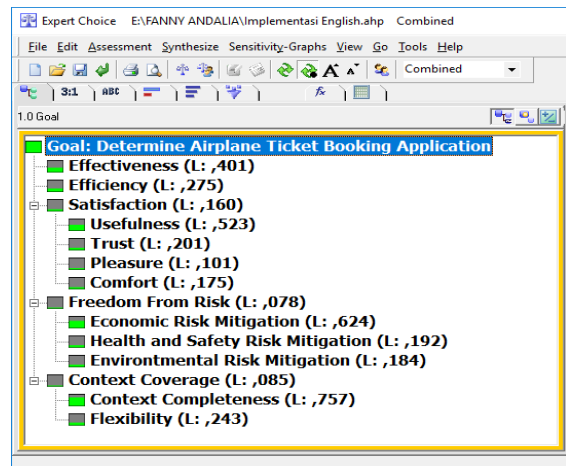 Expert Choice E:\FANNY ANDALIA\Implementasi English.ahp Combined
File Edit Assessment Synthesize Sensitivity-Graphs View Go Tools Help
A A Combined
3:1 ABC fx
1.0 Goal
Goal: Determine Airplane Ticket Booking Application
Effectiveness (L: ,401)
Efficiency (L: ,275)
Satisfaction (L: ,160)
Usefulness (L: ,523)
Trust (L: ,201)
Pleasure (L: ,101)
Comfort (L: ,175)
Freedom From Risk (L: ,078)
Economic Risk Mitigation (L: ,624)
Health and Safety Risk Mitigation (L: ,192)
Environtmental Risk Mitigation (L: ,184)
Context Coverage (L: ,085)
Context Completeness (L: ,757)
Flexibility (L: ,243)